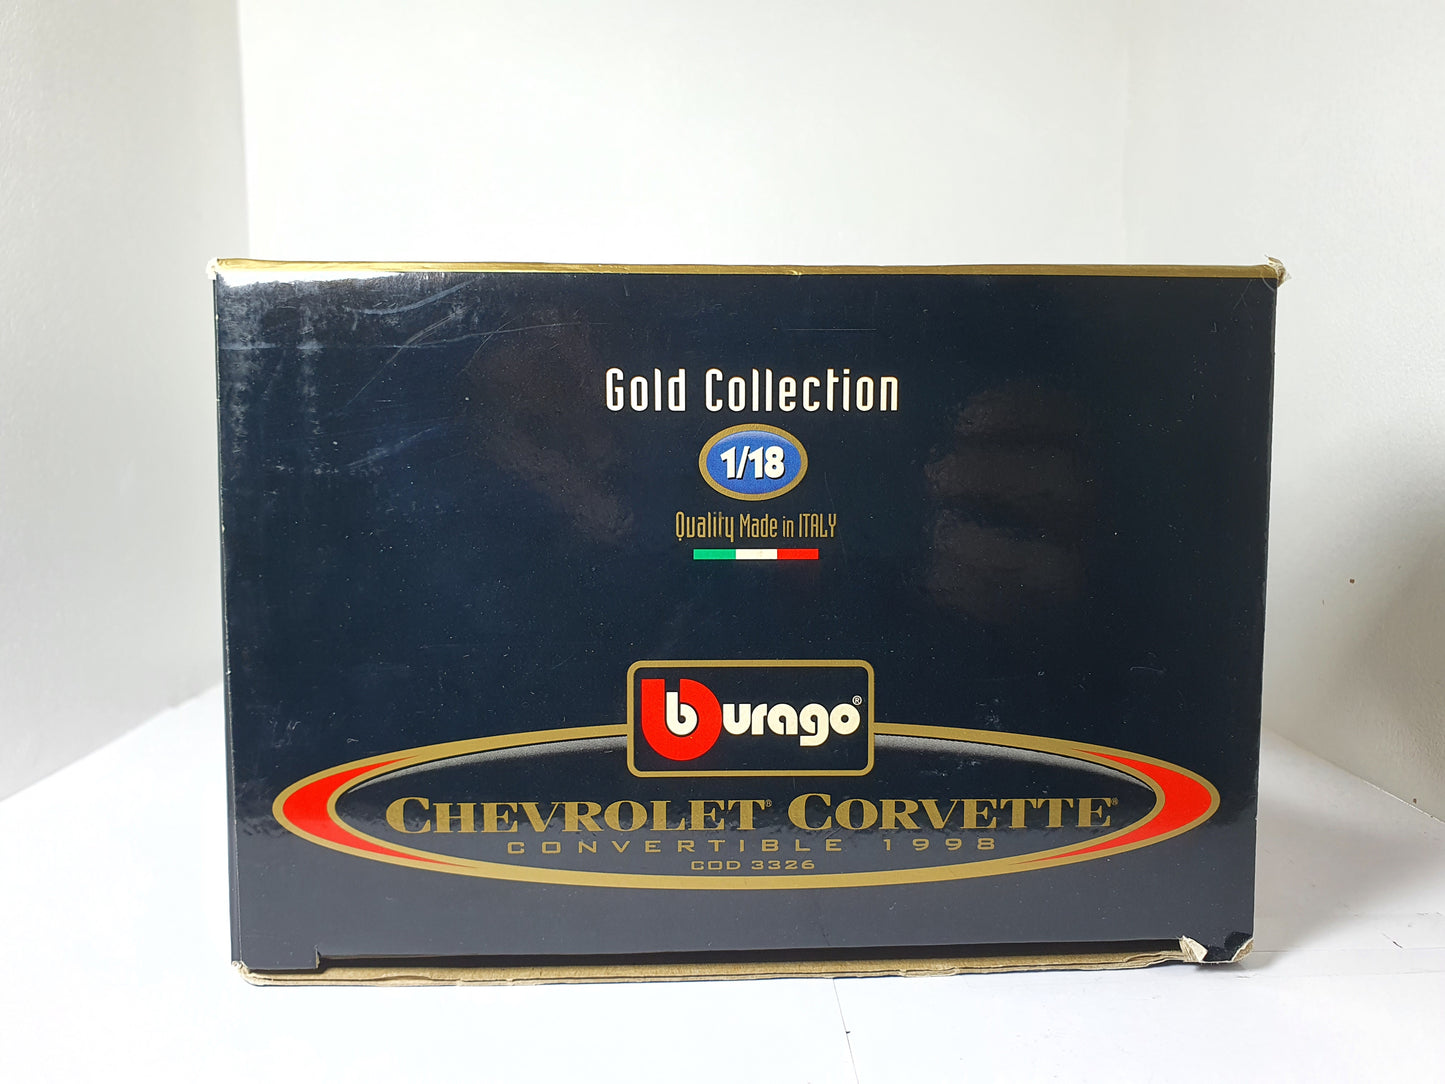 Gold Collection
1/18
Quality Made in ITALY
burago®
CHEVROLET® CORVETTE®
CONVERTIBLE 1998
COD 3326